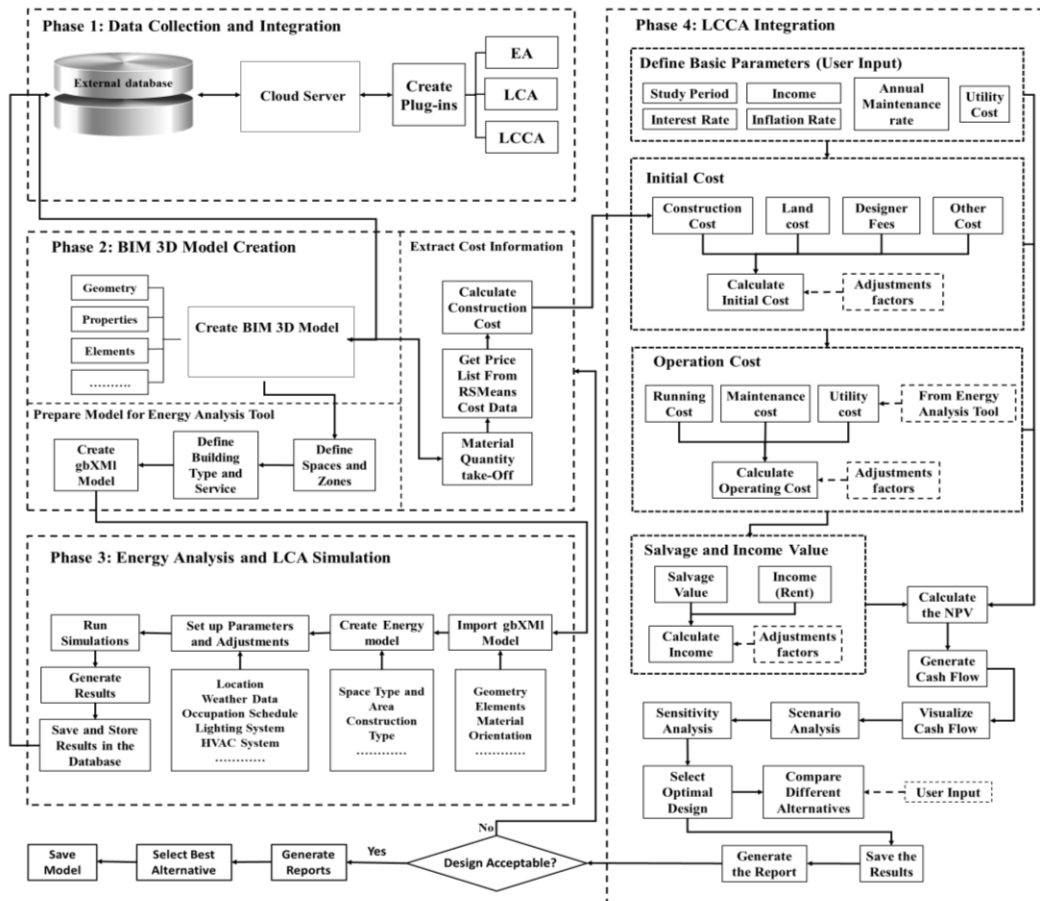 Phase 1: Data Collection and Integration
External database
Cloud Server
Create
Plug-ins
EA
LCA
LCCA
Phase 2: BIM 3D Model Creation
Geometry
Properties
Elements
..........
Create BIM 3D Model
Prepare Model for Energy Analysis Tool
Create
gbXMl
Model
Define
Building
Type and
Service
Define
Spaces and
Zones
Extract Cost Information
Calculate
Construction
Cost
Get Price
List From
RSMeans
Cost Data
Material
Quantity
take-Off
Phase 3: Energy Analysis and LCA Simulation
Run
Simulations
Set up Parameters
and Adjustments
Create Energy
model
Import gbXMl
Model
Generate
Results
Save and Store
Results in the
Database
Location
Weather Data
Occupation Schedule
Lighting System
HVAC System
............
Space Type and
Area
Construction
Type
............
Geometry
Elements
Material
Orientation
............
No
Save
Model
Select Best
Alternative
Generate
Reports
Yes
Design Acceptable?
Phase 4: LCCA Integration
Define Basic Parameters (User Input)
Study Period
Income
Interest Rate
Inflation Rate
Annual
Maintenance
rate
Utility
Cost
Initial Cost
Construction
Cost
Land
cost
Designer
Fees
Other
Cost
Calculate
Initial Cost
Adjustments
factors
Operation Cost
Running
Cost
Maintenance
cost
Utility
cost
From Energy
Analysis Tool
Calculate
Operating Cost
Adjustments
factors
Salvage and Income Value
Salvage
Value
Income
(Rent)
Calculate
Income
Adjustments
factors
Calculate
the NPV
Generate
Cash Flow
Visualize
Cash Flow
Scenario
Analysis
Sensitivity
Analysis
Select
Optimal
Design
Compare
Different
Alternatives
User Input
Save the
Results
Generate
the Report